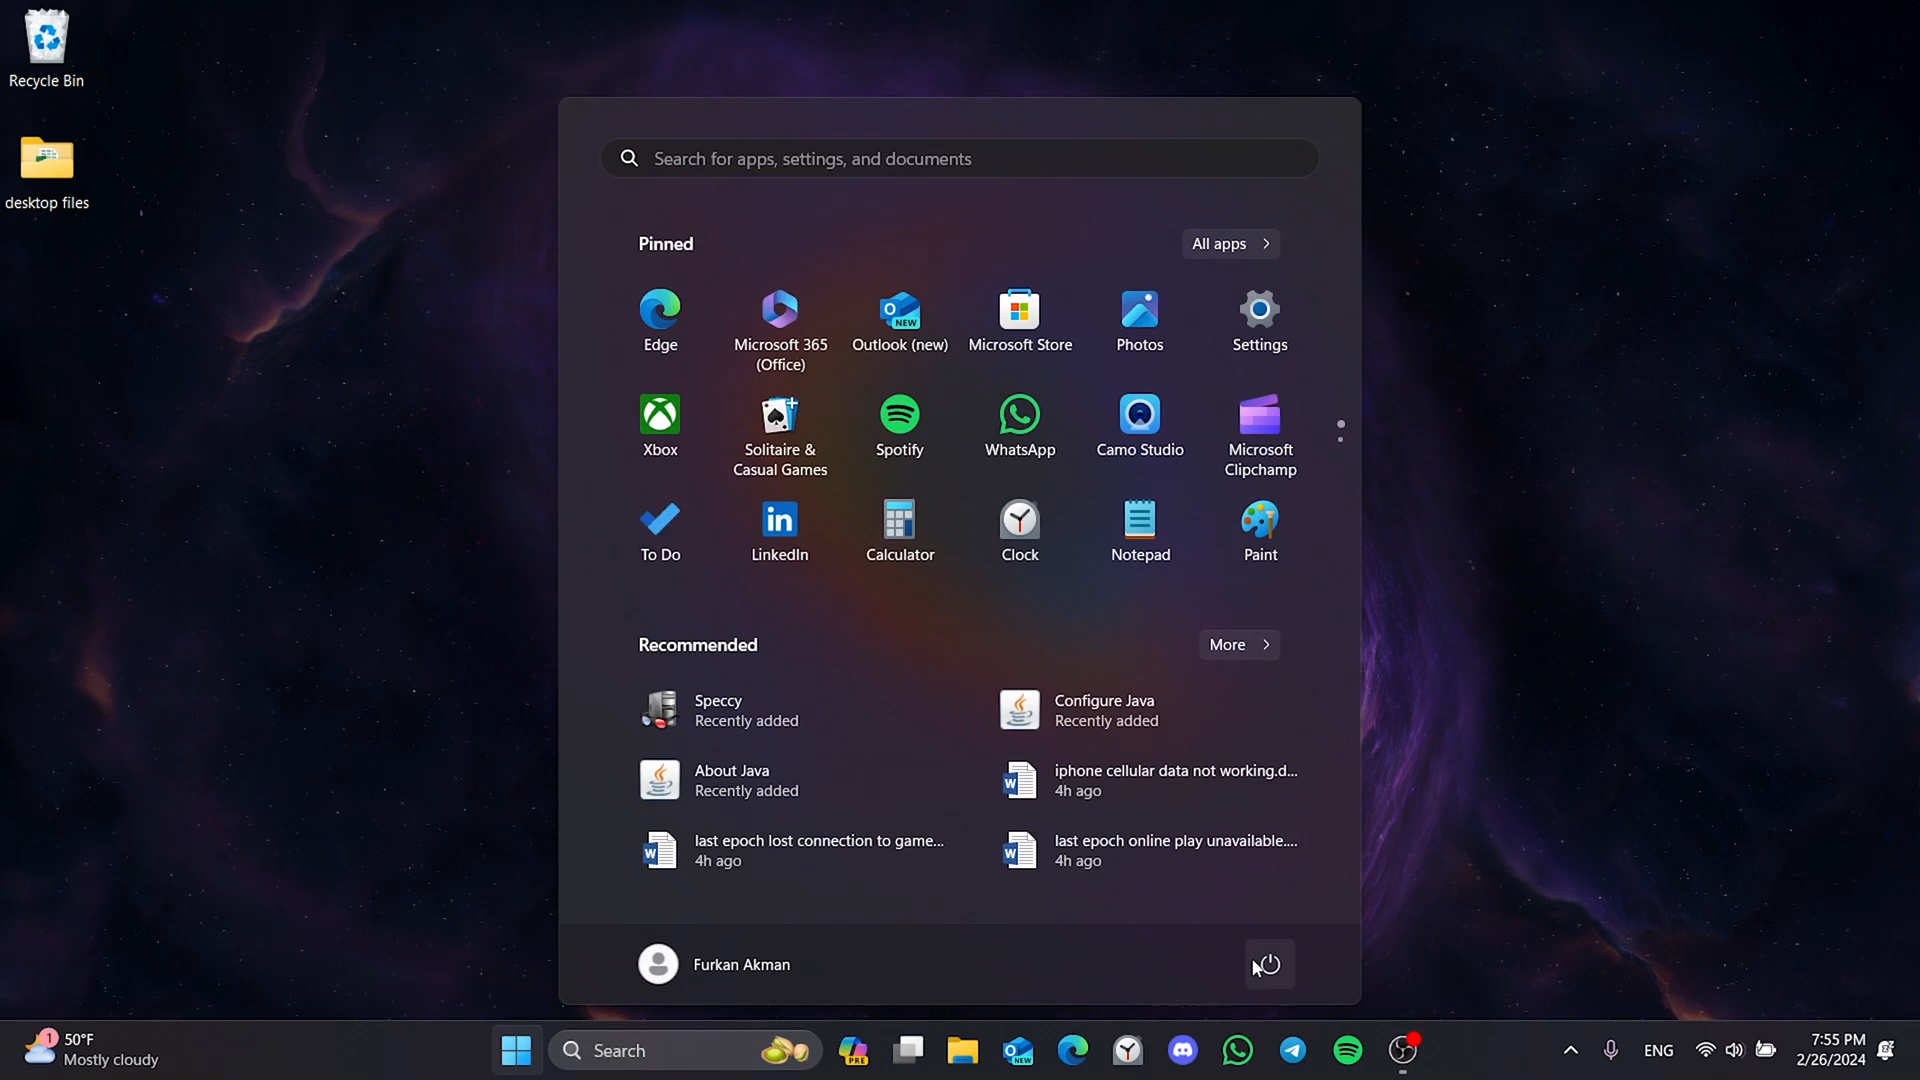 Recycle Bin
desktop files
Search for apps, settings, and documents
Pinned
All apps
Edge
Microsoft 365
(Office)
Outlook (new)
Microsoft Store
Photos
Settings
Xbox
Solitaire &
Casual Games
Spotify
WhatsApp
Camo Studio
Microsoft
Clipchamp
To Do
LinkedIn
Calculator
Clock
Notepad
Paint
Recommended
More
Speccy
Recently added
Configure Java
Recently added
About Java
Recently added
iphone cellular data not working.d...
4h ago
last epoch lost connection to game...
4h ago
last epoch online play unavailable....
4h ago
Furkan Akman
1
50°F
Mostly cloudy
Search
PRE
NEW
ENG
7:55 PM
2/26/2024